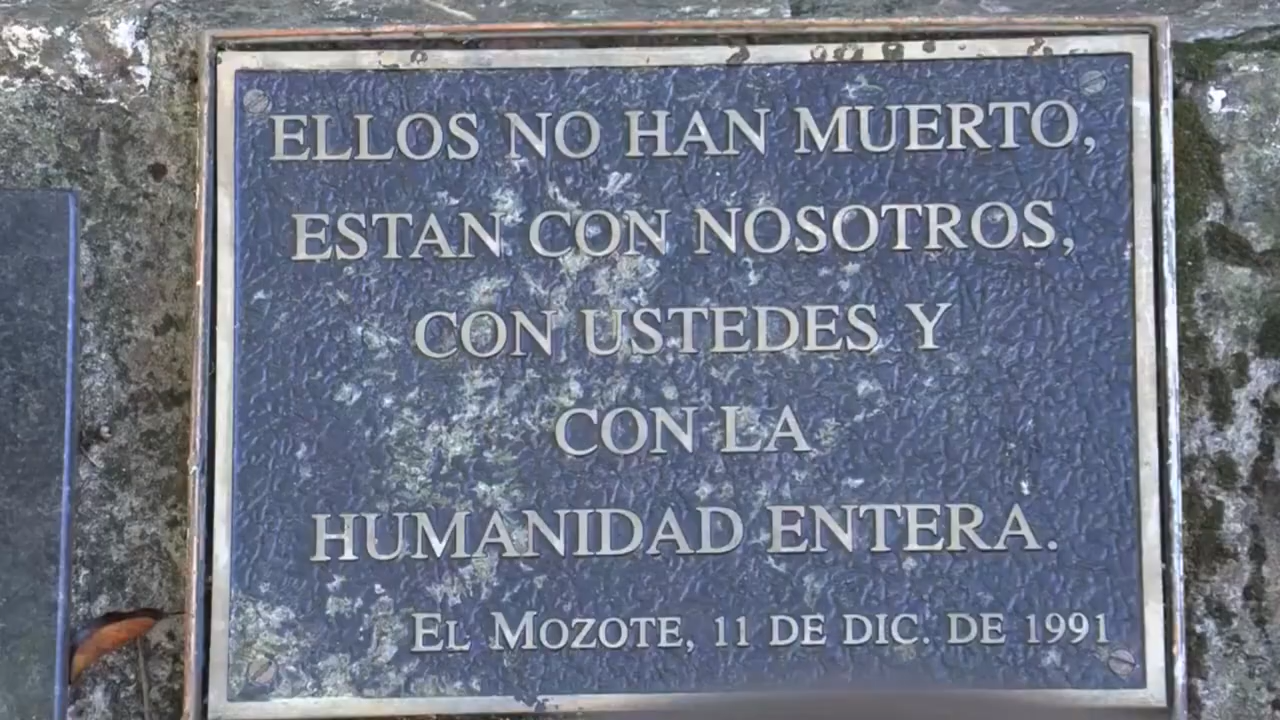 ELLOS NO HAN MUERTO,
ESTAN CON NOSOTROS,
CON USTEDES Y
CON LA
HUMANIDAD ENTERA.
EL MOZOTE, 11 DE DIC. DE 1991